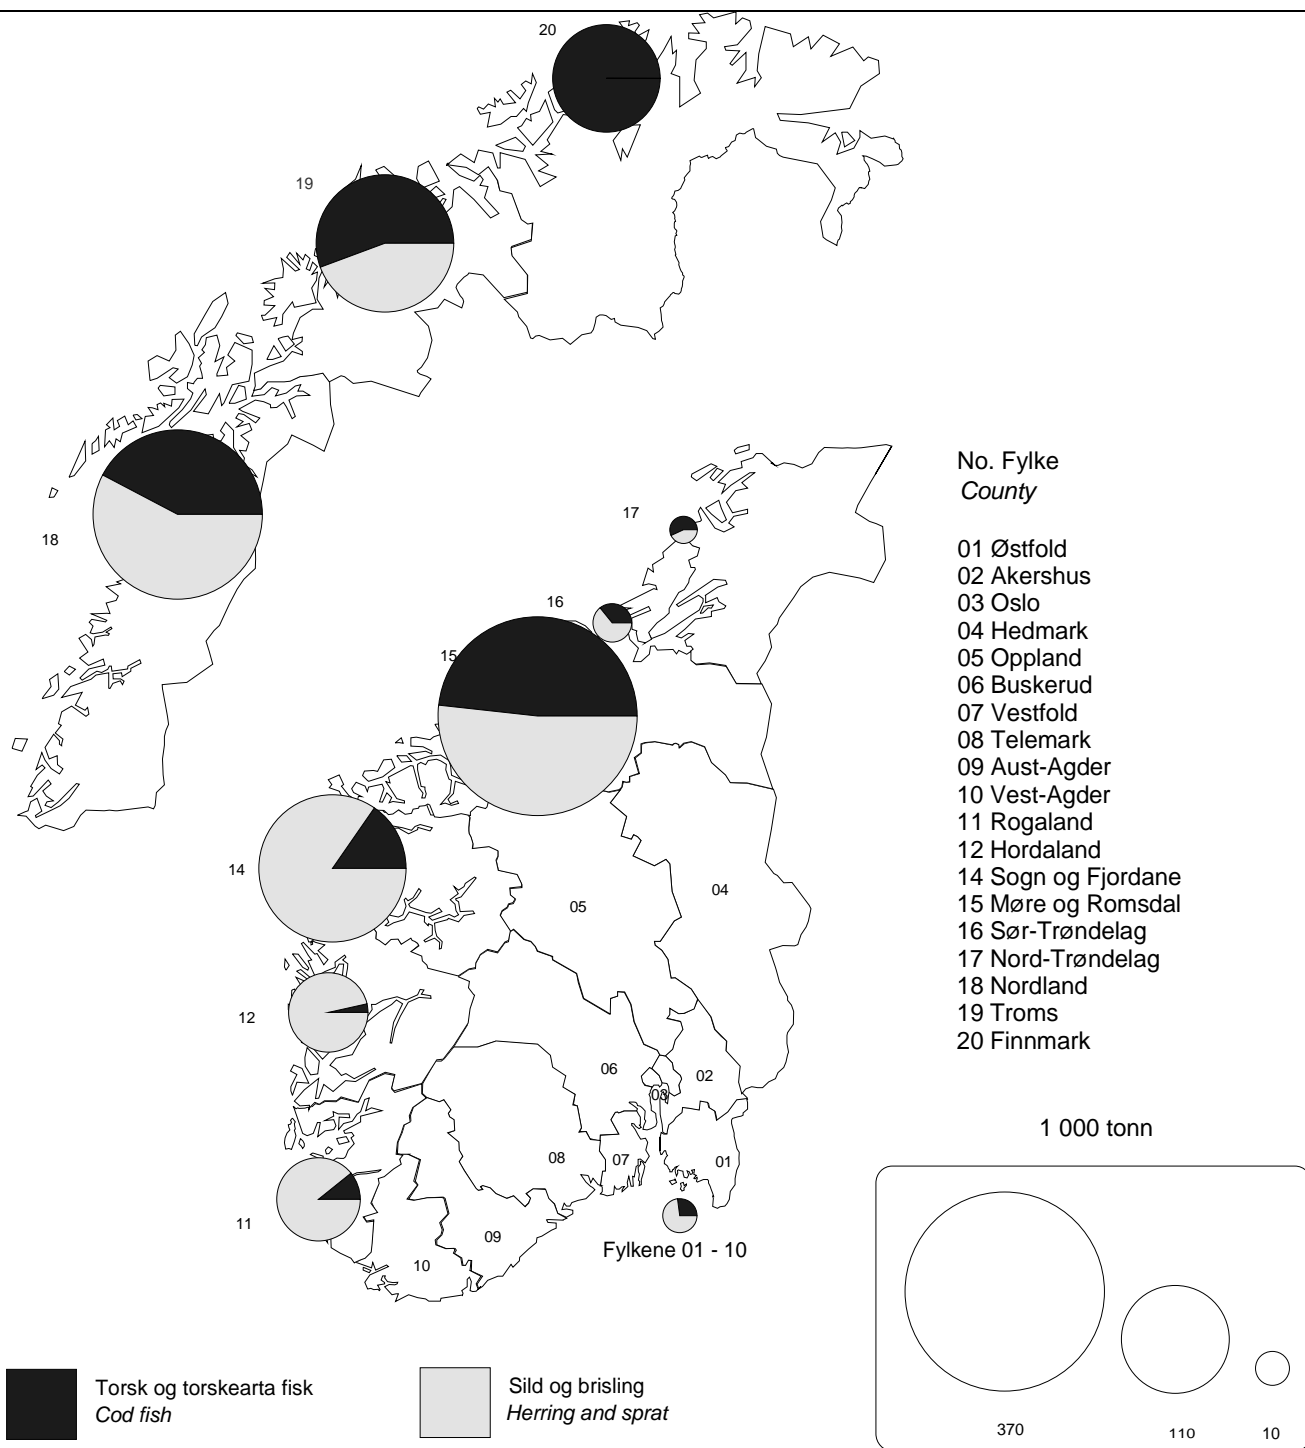 20
19
18
17
16
15
14
12
11
05
04
06
02
03
01
07
08
09
10
Fylkene 01 - 10
No. Fylke
County
01 Østfold
02 Akershus
03 Oslo
04 Hedmark
05 Oppland
06 Buskerud
07 Vestfold
08 Telemark
09 Aust-Agder
10 Vest-Agder
11 Rogaland
12 Hordaland
14 Sogn og Fjordane
15 Møre og Romsdal
16 Sør-Trøndelag
17 Nord-Trøndelag
18 Nordland
19 Troms
20 Finnmark
1 000 tonn
370
110
10
Torsk og torskearta fisk
Cod fish
Sild og brisling
Herring and sprat